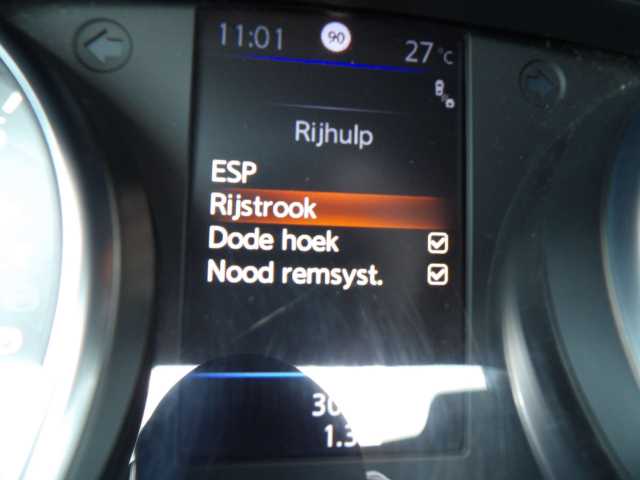 11:01 90 27 °C
Rijhulp
ESP
Rijstrook
Dode hoek
Nood remsyst.